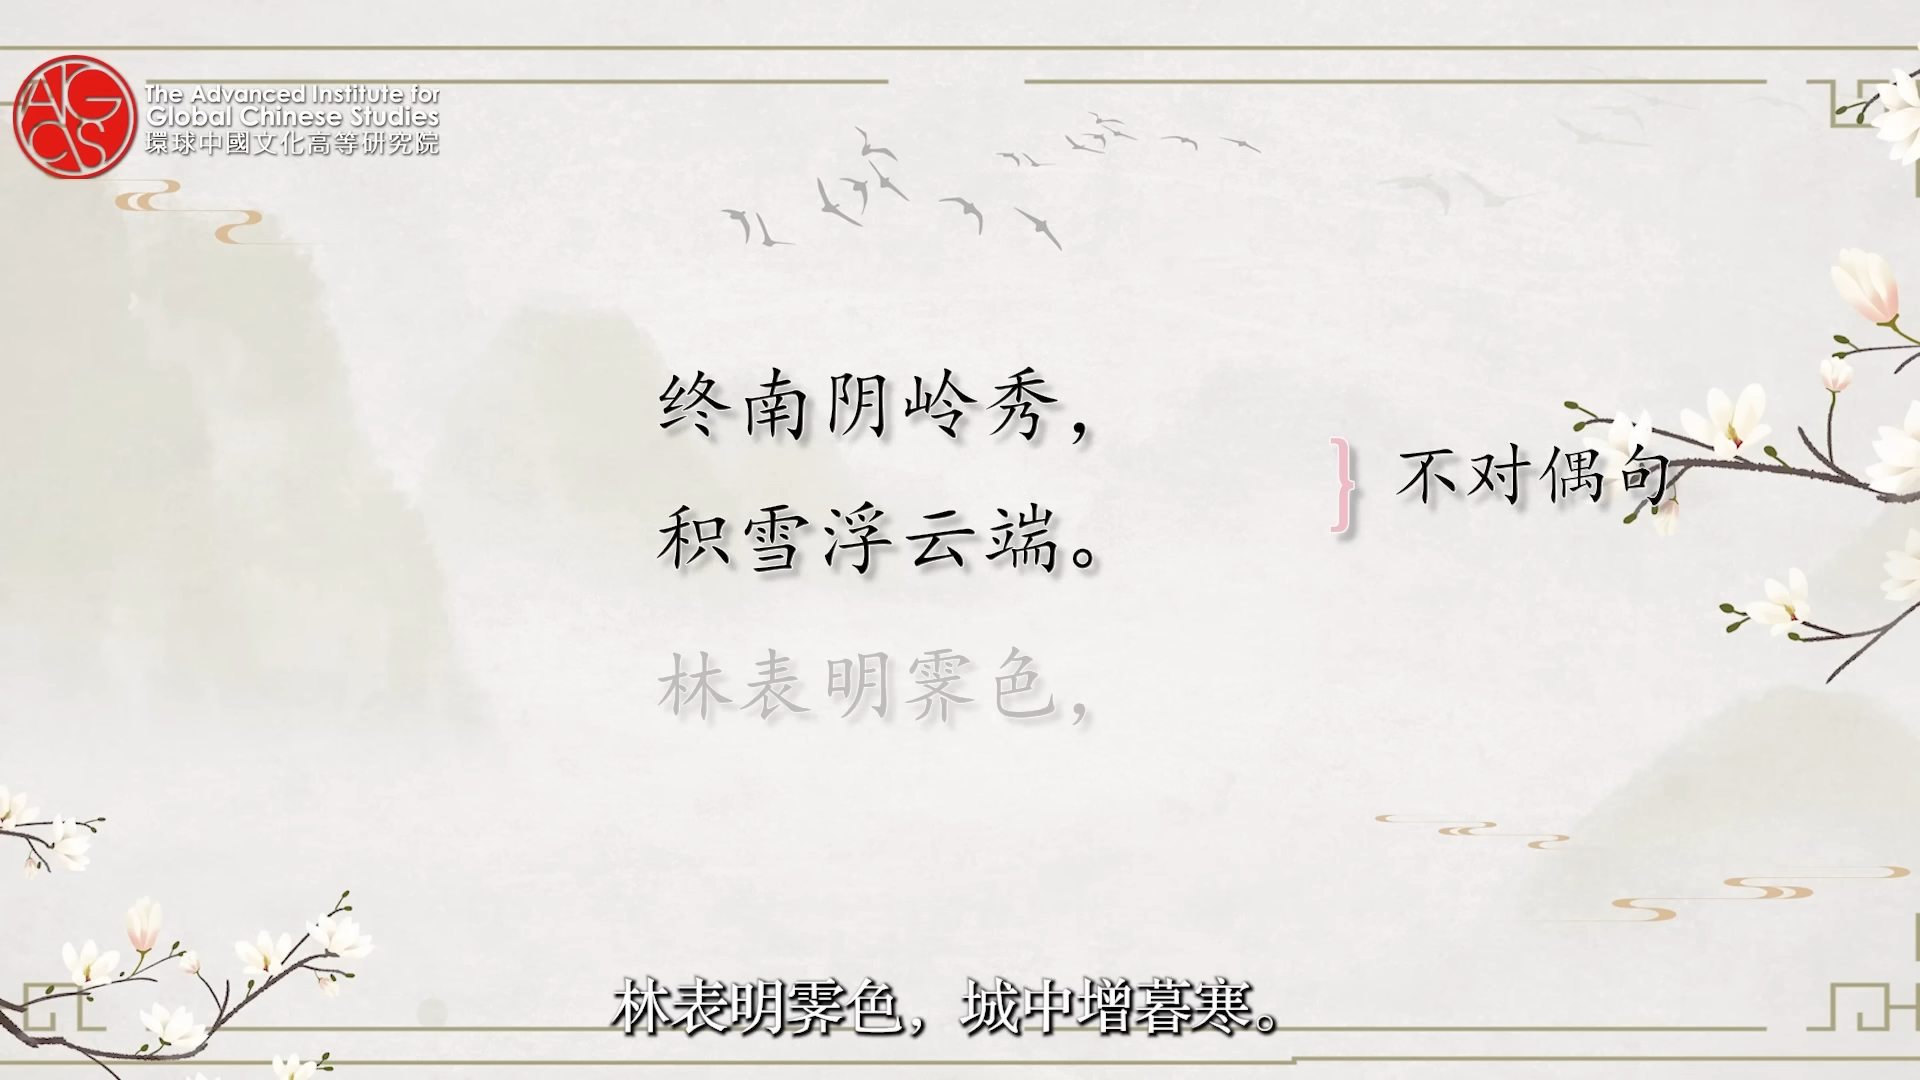 AGCS
The Advanced Institute for
Global Chinese Studies
環球中國文化高等研究院
终南阴岭秀，
积雪浮云端。
} 不对偶句
林表明霁色，
林表明霁色，城中增暮寒。